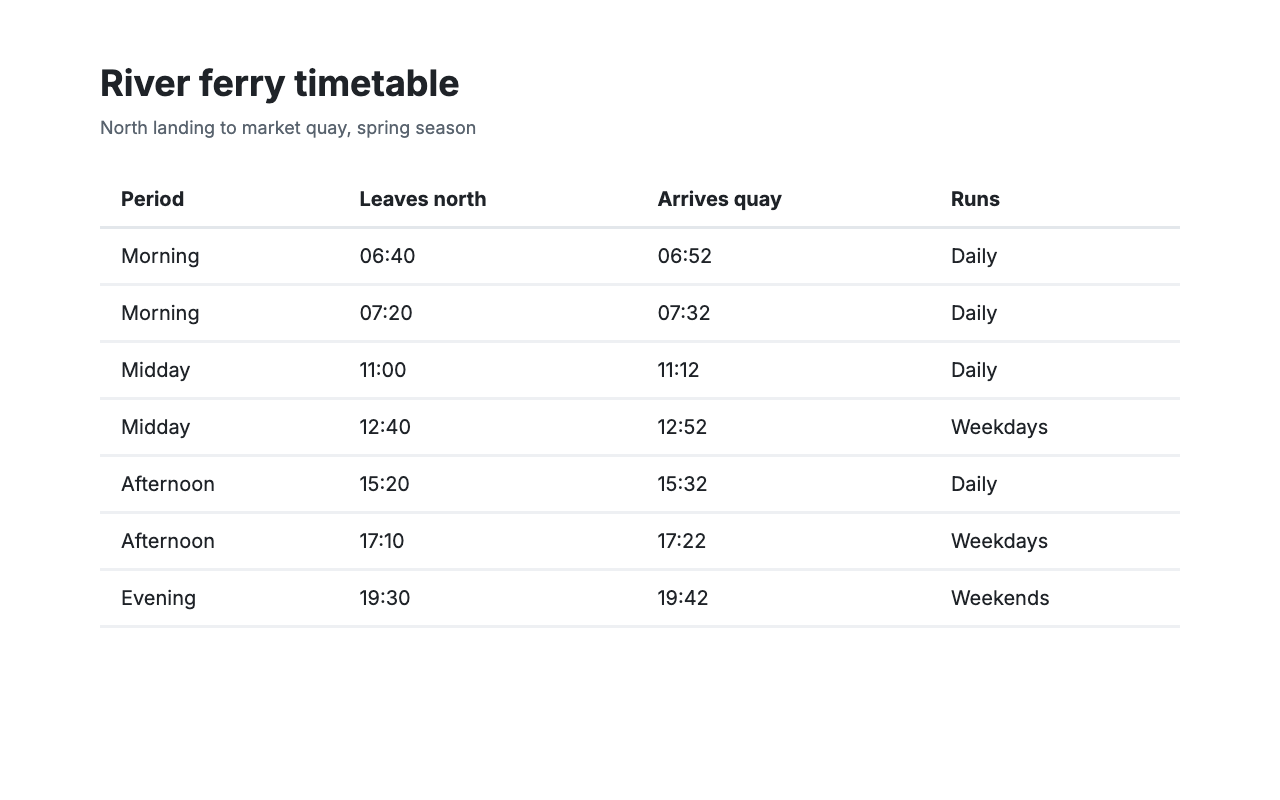 River ferry timetable
North landing to market quay, spring season
Period Leaves north Arrives quay Runs
Morning 06:40 06:52 Daily
Morning 07:20 07:32 Daily
Midday 11:00 11:12 Daily
Midday 12:40 12:52 Weekdays
Afternoon 15:20 15:32 Daily
Afternoon 17:10 17:22 Weekdays
Evening 19:30 19:42 Weekends